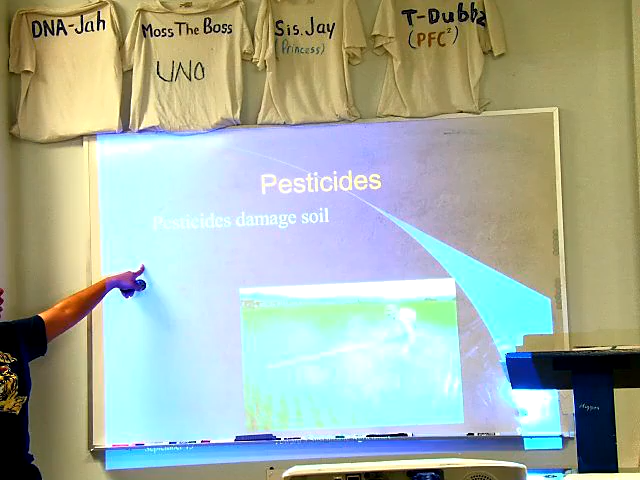 DNA-Jah
Moss The Boss
UNO
Sis. Jay
(Princess)
T-Dubbz
(PFC²)
Pesticides
Pesticides damage soil